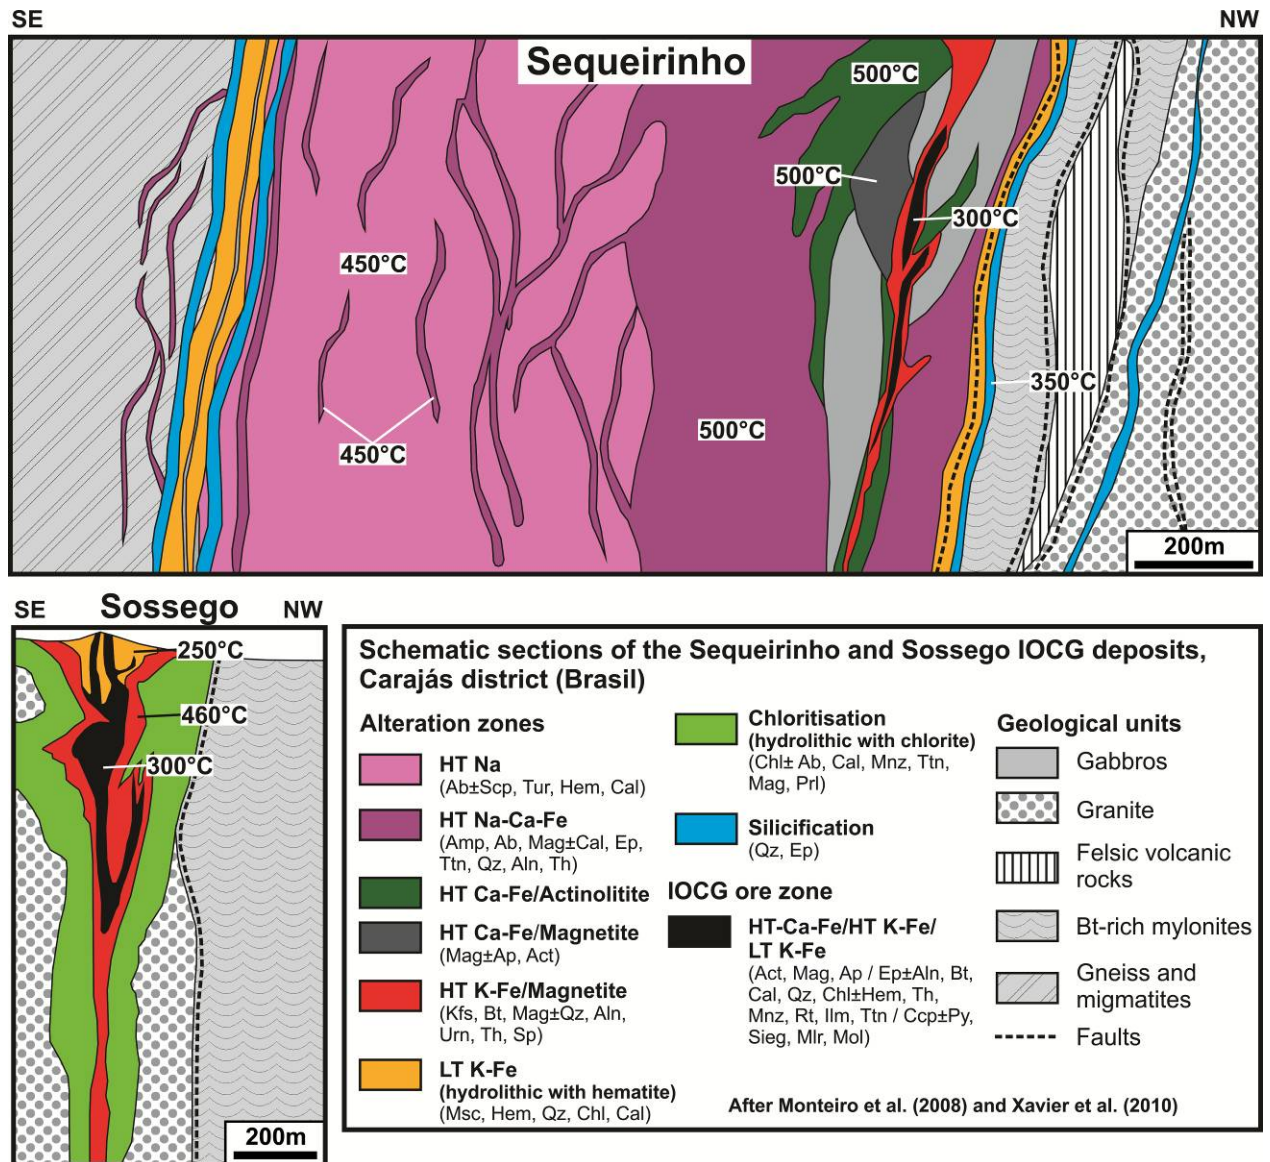 SE
NW
Sequeirinho
500°C
500°C
300°C
450°C
350°C
500°C
450°C
200m
SE
Sossego
NW
250°C
460°C
300°C
200m
Schematic sections of the Sequeirinho and Sossego IOCG deposits,
Carajás district (Brasil)
Alteration zones
HT Na
(Ab±Scp, Tur, Hem, Cal)
HT Na-Ca-Fe
(Amp, Ab, Mag±Cal, Ep,
Ttn, Qz, Aln, Th)
HT Ca-Fe/Actinolitite
HT Ca-Fe/Magnetite
(Mag±Ap, Act)
HT K-Fe/Magnetite
(Kfs, Bt, Mag±Qz, Aln,
Urn, Th, Sp)
LT K-Fe
(hydrolithic with hematite)
(Msc, Hem, Qz, Chl, Cal)
Chloritisation
(hydrolithic with chlorite)
(Chl± Ab, Cal, Mnz, Ttn,
Mag, Prl)
Silicification
(Qz, Ep)
IOCG ore zone
HT-Ca-Fe/HT K-Fe/
LT K-Fe
(Act, Mag, Ap / Ep±Aln, Bt,
Cal, Qz, Chl±Hem, Th,
Mnz, Rt, Ilm, Ttn / Ccp±Py,
Sieg, Mlr, Mol)
Geological units
Gabbros
Granite
Felsic volcanic
rocks
Bt-rich mylonites
Gneiss and
migmatites
Faults
After Monteiro et al. (2008) and Xavier et al. (2010)